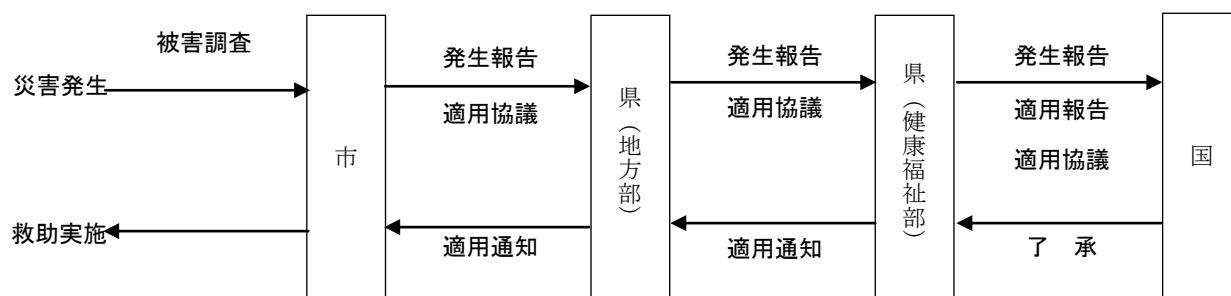 被害調査
災害発生
市
発生報告
適用協議
県（地方部）
発生報告
適用協議
県（健康福祉部）
発生報告
適用報告
適用協議
国
救助実施
適用通知
適用通知
了　承